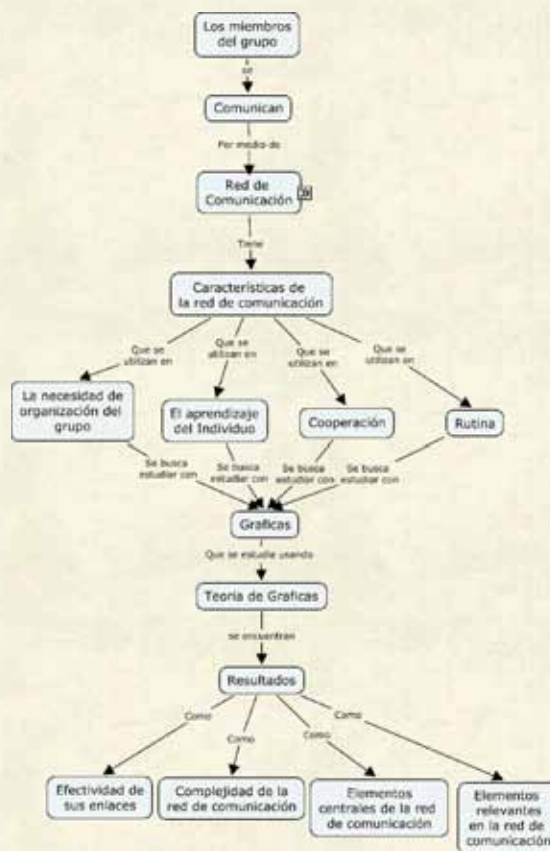 Los miembros
del grupo
se
Comunican
Por medio de
Red de
Comunicación
Tiene
Características de
la red de comunicación
Que se
utilizan en
Que se
utilizan en
Que se
utilizan en
Que se
utilizan en
La necesidad de
organización del
grupo
El aprendizaje
del Individuo
Cooperación
Rutina
Se busca
estudiar con
Se busca
estudiar con
Se busca
estudiar con
Se busca
estudiar con
Graficas
Que se estudie usando
Teoria de Graficas
se encuentran
Resultados
Como
Como
Como
Como
Efectividad de
sus enlaces
Complejidad de la
red de comunicación
Elementos
centrales de la red
de comunicación
Elementos
relevantes
en la red de
comunicación